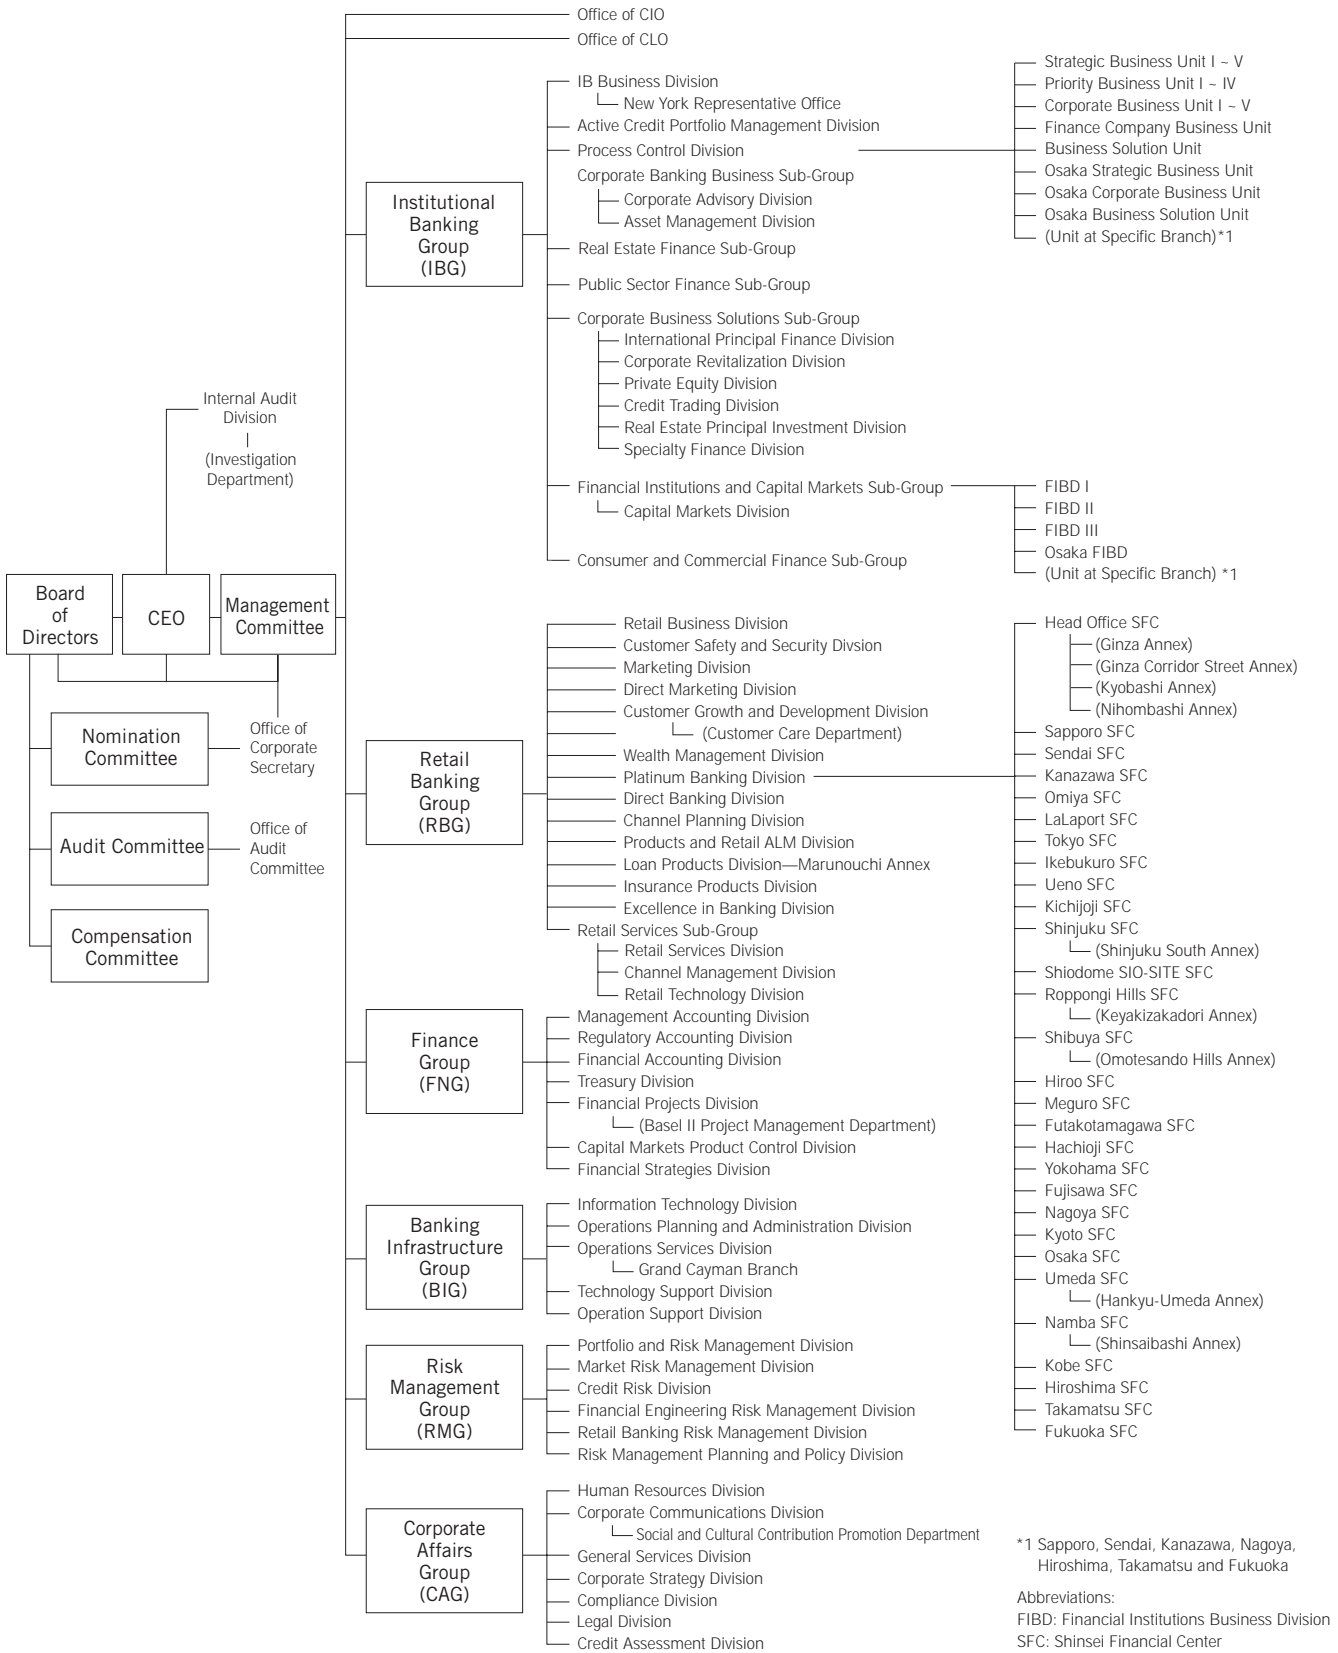 Office of CIO
Office of CLO
IB Business Division
New York Representative Office
Active Credit Portfolio Management Division
Process Control Division
Corporate Banking Business Sub-Group
Corporate Advisory Division
Asset Management Division
Real Estate Finance Sub-Group
Public Sector Finance Sub-Group
Corporate Business Solutions Sub-Group
International Principal Finance Division
Corporate Revitalization Division
Private Equity Division
Credit Trading Division
Real Estate Principal Investment Division
Specialty Finance Division
Financial Institutions and Capital Markets Sub-Group
Capital Markets Division
Consumer and Commercial Finance Sub-Group
Strategic Business Unit I ~ V
Priority Business Unit I ~ IV
Corporate Business Unit I ~ V
Finance Company Business Unit
Business Solution Unit
Osaka Strategic Business Unit
Osaka Corporate Business Unit
Osaka Business Solution Unit
(Unit at Specific Branch)*1
FIBD I
FIBD II
FIBD III
Osaka FIBD
(Unit at Specific Branch) *1
Institutional
Banking
Group
(IBG)
Internal Audit
Division
(Investigation
Department)
Board
of
Directors
CEO
Management
Committee
Nomination
Committee
Office of
Corporate
Secretary
Audit Committee
Office of
Audit
Committee
Compensation
Committee
Retail
Banking
Group
(RBG)
Retail Business Division
Customer Safety and Security Divsion
Marketing Division
Direct Marketing Division
Customer Growth and Development Division
(Customer Care Department)
Wealth Management Division
Platinum Banking Division
Direct Banking Division
Channel Planning Division
Products and Retail ALM Division
Loan Products Division—Marunouchi Annex
Insurance Products Division
Excellence in Banking Division
Retail Services Sub-Group
Retail Services Division
Channel Management Division
Retail Technology Division
Head Office SFC
(Ginza Annex)
(Ginza Corridor Street Annex)
(Kyobashi Annex)
(Nihombashi Annex)
Sapporo SFC
Sendai SFC
Kanazawa SFC
Omiya SFC
LaLaport SFC
Tokyo SFC
Ikebukuro SFC
Ueno SFC
Kichijoji SFC
Shinjuku SFC
(Shinjuku South Annex)
Shiodome SIO-SITE SFC
Roppongi Hills SFC
(Keyakizakadori Annex)
Shibuya SFC
(Omotesando Hills Annex)
Hiroo SFC
Meguro SFC
Futakotamagawa SFC
Hachioji SFC
Yokohama SFC
Fujisawa SFC
Nagoya SFC
Kyoto SFC
Osaka SFC
Umeda SFC
(Hankyu-Umeda Annex)
Namba SFC
(Shinsaibashi Annex)
Kobe SFC
Hiroshima SFC
Takamatsu SFC
Fukuoka SFC
Finance
Group
(FNG)
Management Accounting Division
Regulatory Accounting Division
Financial Accounting Division
Treasury Division
Financial Projects Division
(Basel II Project Management Department)
Capital Markets Product Control Division
Financial Strategies Division
Banking
Infrastructure
Group
(BIG)
Information Technology Division
Operations Planning and Administration Division
Operations Services Division
Grand Cayman Branch
Technology Support Division
Operation Support Division
Risk
Management
Group
(RMG)
Portfolio and Risk Management Division
Market Risk Management Division
Credit Risk Division
Financial Engineering Risk Management Division
Retail Banking Risk Management Division
Risk Management Planning and Policy Division
Corporate
Affairs
Group
(CAG)
Human Resources Division
Corporate Communications Division
Social and Cultural Contribution Promotion Department
General Services Division
Corporate Strategy Division
Compliance Division
Legal Division
Credit Assessment Division
*1 Sapporo, Sendai, Kanazawa, Nagoya,
Hiroshima, Takamatsu and Fukuoka
Abbreviations:
FIBD: Financial Institutions Business Division
SFC: Shinsei Financial Center